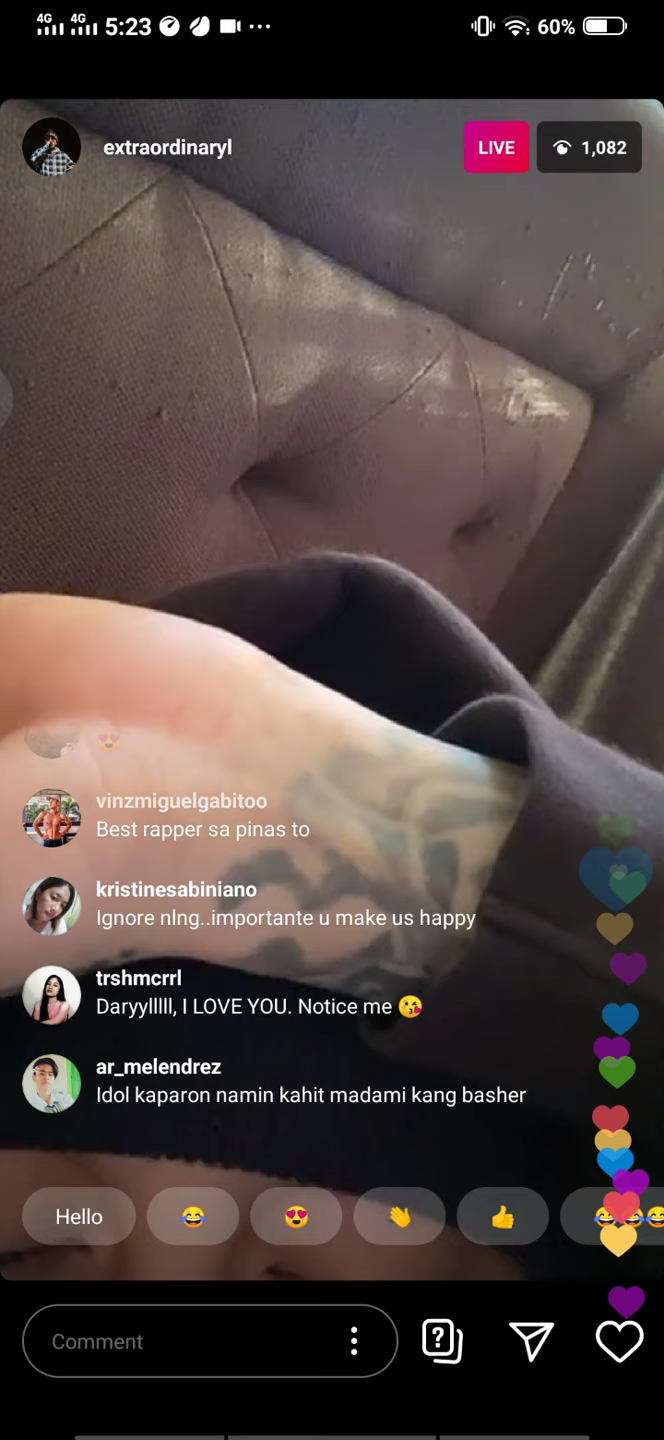 4G 4G 5:23 60%
extraordinaryl LIVE 1,082
vinzmiguelgabitoo
Best rapper sa pinas to
kristinesabiniano
Ignore nlng..importante u make us happy
trshmcrrl
Daryylllll, I LOVE YOU. Notice me 😘
ar_melendrez
Idol kaparon namin kahit madami kang basher
Hello
Comment